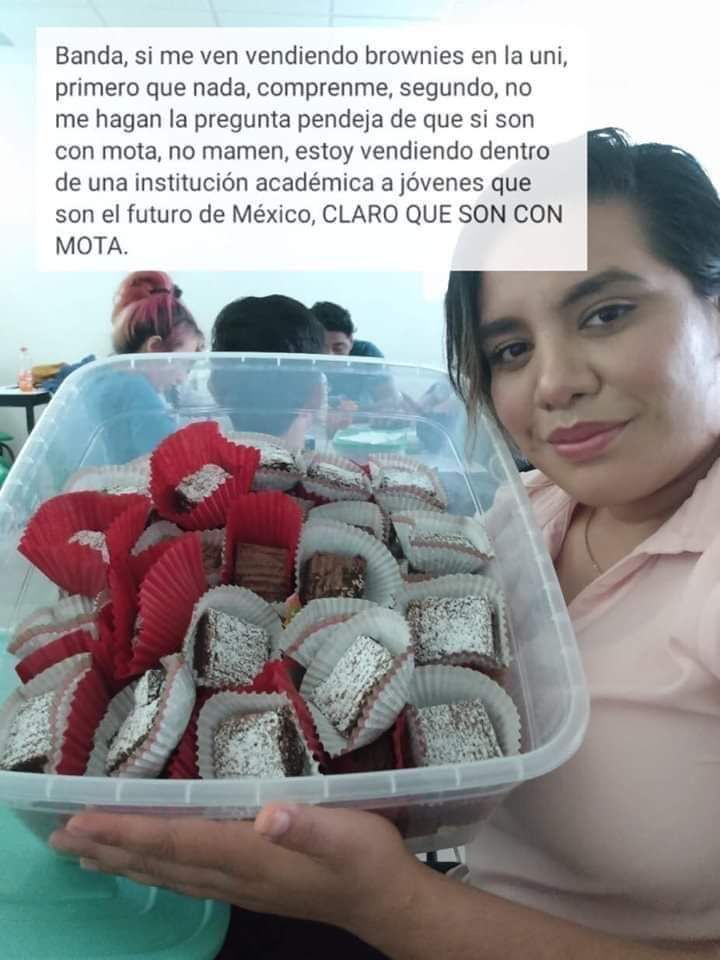 Banda, si me ven vendiendo brownies en la uni,
primero que nada, comprenme, segundo, no
me hagan la pregunta pendeja de que si son
con mota, no mamen, estoy vendiendo dentro
de una institución académica a jóvenes que
son el futuro de México, CLARO QUE SON CON
MOTA.